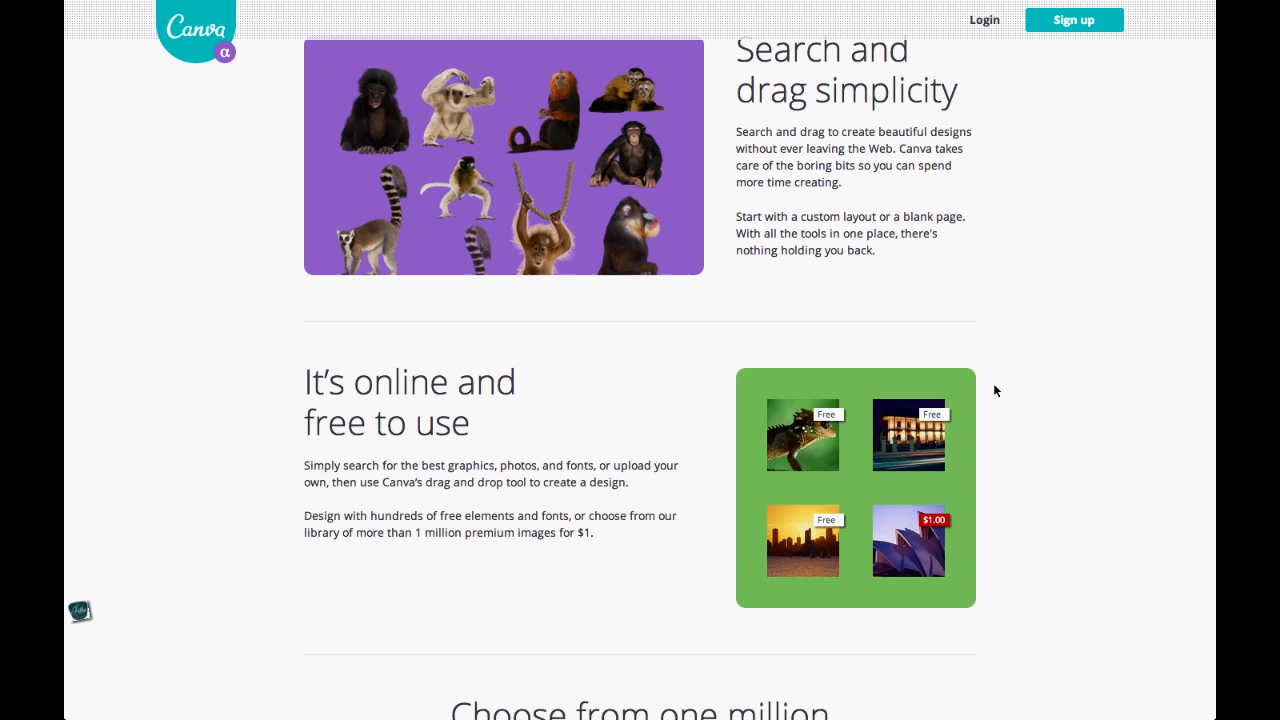 Canva
α
Login
Sign up
Search and
drag simplicity
Search and drag to create beautiful designs
without ever leaving the Web. Canva takes
care of the boring bits so you can spend
more time creating.
Start with a custom layout or a blank page.
With all the tools in one place, there's
nothing holding you back.
It’s online and
free to use
Simply search for the best graphics, photos, and fonts, or upload your
own, then use Canva’s drag and drop tool to create a design.
Design with hundreds of free elements and fonts, or choose from our
library of more than 1 million premium images for $1.
Free
Free
Free
$1.00
Choose from one million